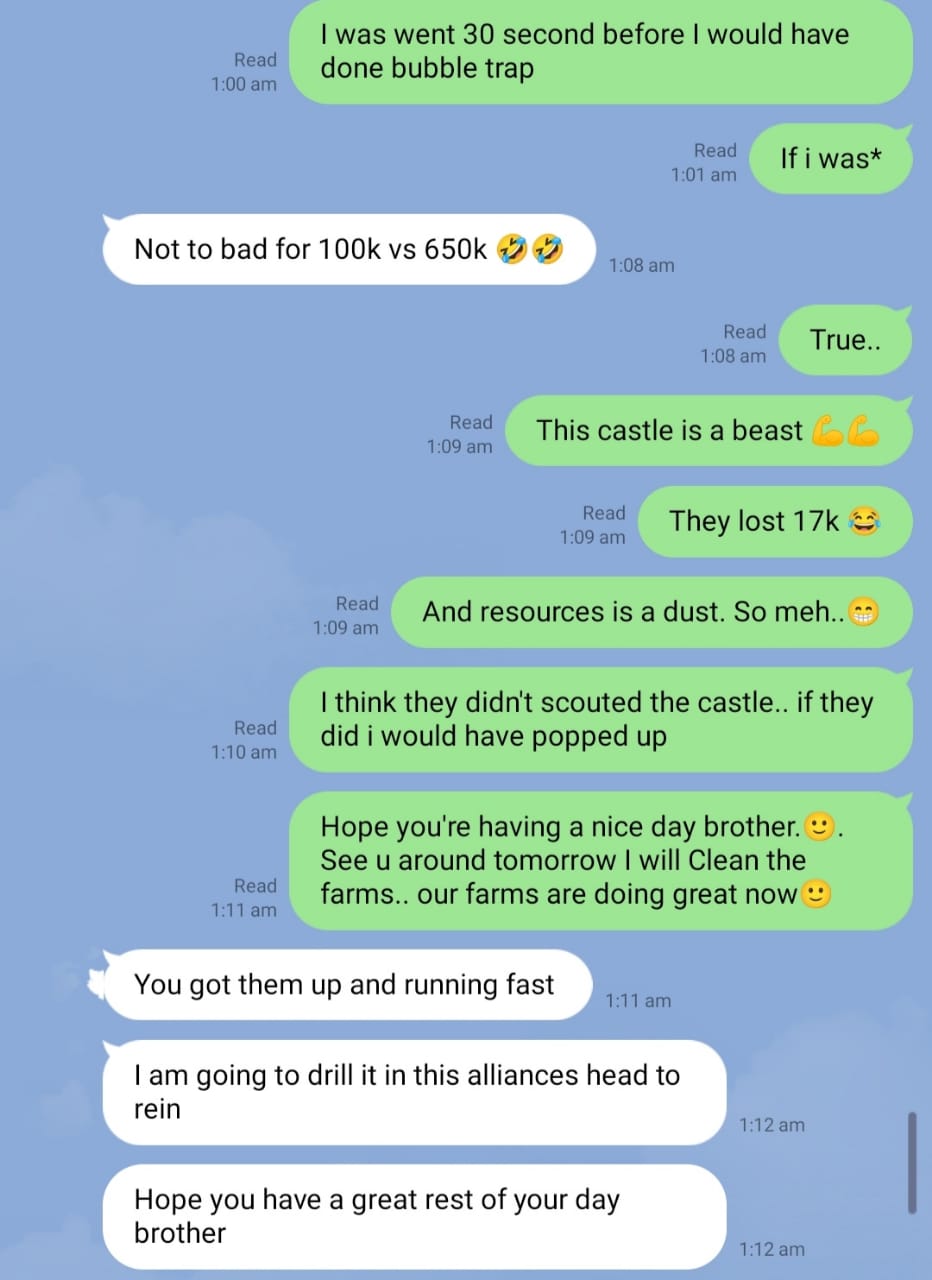 I was went 30 second before I would have
done bubble trap
Read
1:00 am
If i was*
Read
1:01 am
Not to bad for 100k vs 650k 🤣🤣
1:08 am
True..
Read
1:08 am
This castle is a beast 💪💪
Read
1:09 am
They lost 17k 😂
Read
1:09 am
And resources is a dust. So meh..😁
Read
1:09 am
I think they didn't scouted the castle.. if they
did i would have popped up
Read
1:10 am
Hope you're having a nice day brother.🙂.
See u around tomorrow I will Clean the
farms.. our farms are doing great now🙂
Read
1:11 am
You got them up and running fast
1:11 am
I am going to drill it in this alliances head to
rein
1:12 am
Hope you have a great rest of your day
brother
1:12 am